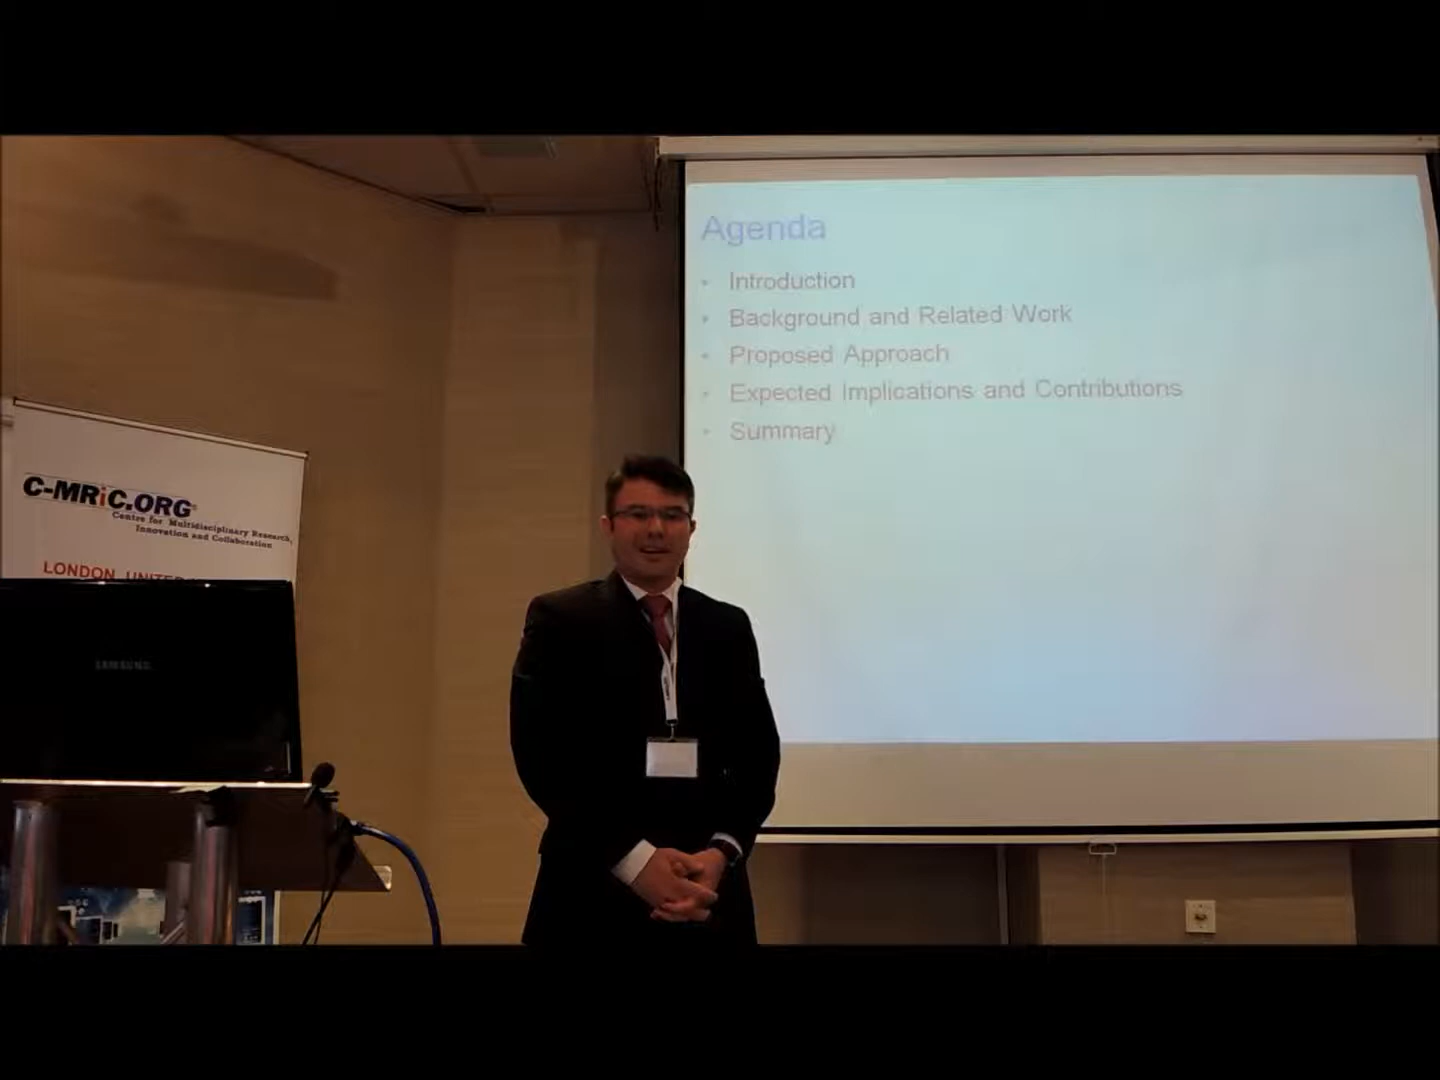 Agenda
• Introduction
• Background and Related Work
• Proposed Approach
• Expected Implications and Contributions
• Summary
C-MRiC.ORG
Centre for Multidisciplinary Research,
Innovation and Collaboration
LONDON, UNITED
SAMSUNG